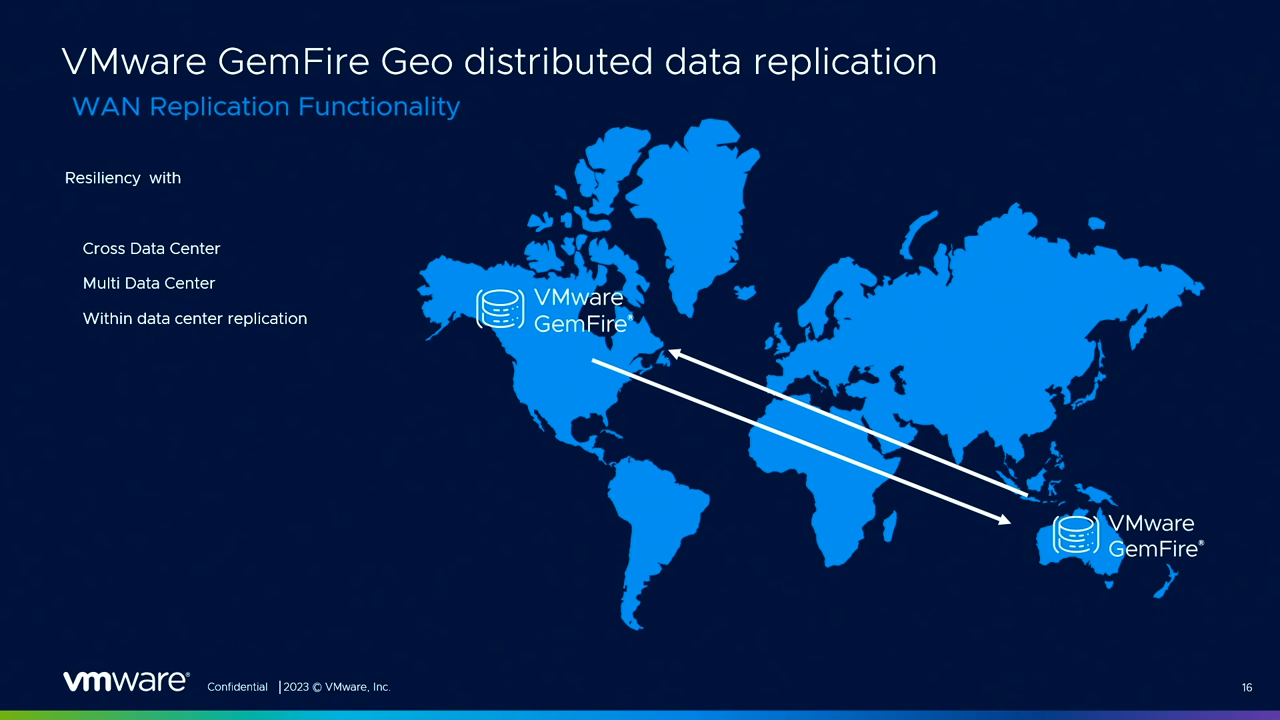 VMware GemFire Geo distributed data replication
WAN Replication Functionality
Resiliency with
Cross Data Center
Multi Data Center
Within data center replication
VMware
GemFire®
VMware
GemFire®
vmware® Confidential | 2023 © VMware, Inc. 16